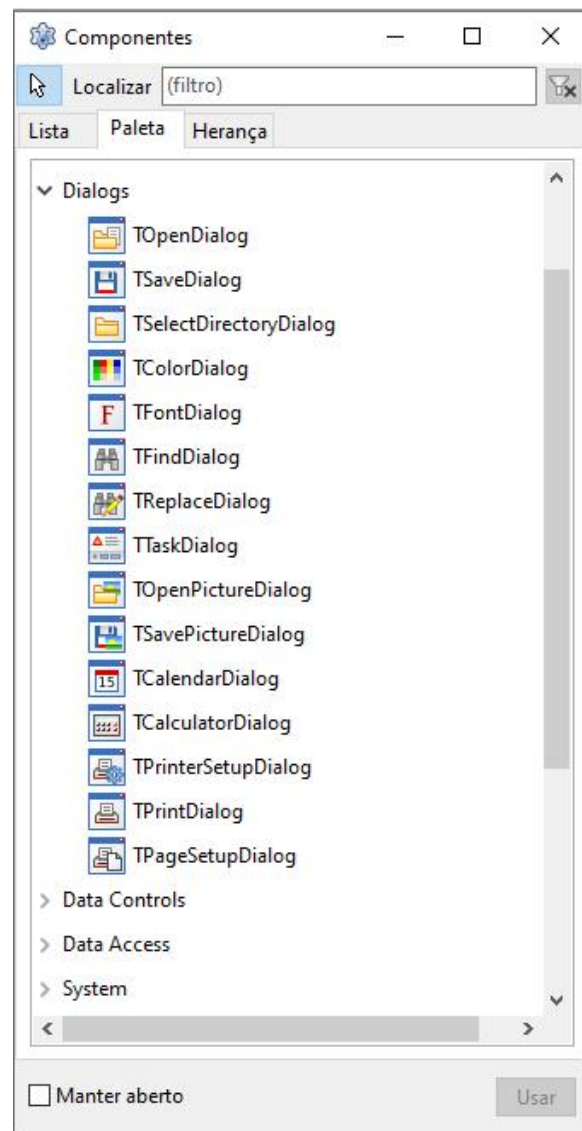 Componentes
Localizar (filtro)
Lista Paleta Herança
Dialogs
TOpenDialog
TSaveDialog
TSelectDirectoryDialog
TColorDialog
F TFontDialog
TFindDialog
TReplaceDialog
TTaskDialog
TOpenPictureDialog
TSavePictureDialog
15 TCalendarDialog
TCalculatorDialog
TPrinterSetupDialog
TPrintDialog
TPageSetupDialog
Data Controls
Data Access
System
Manter aberto Usar